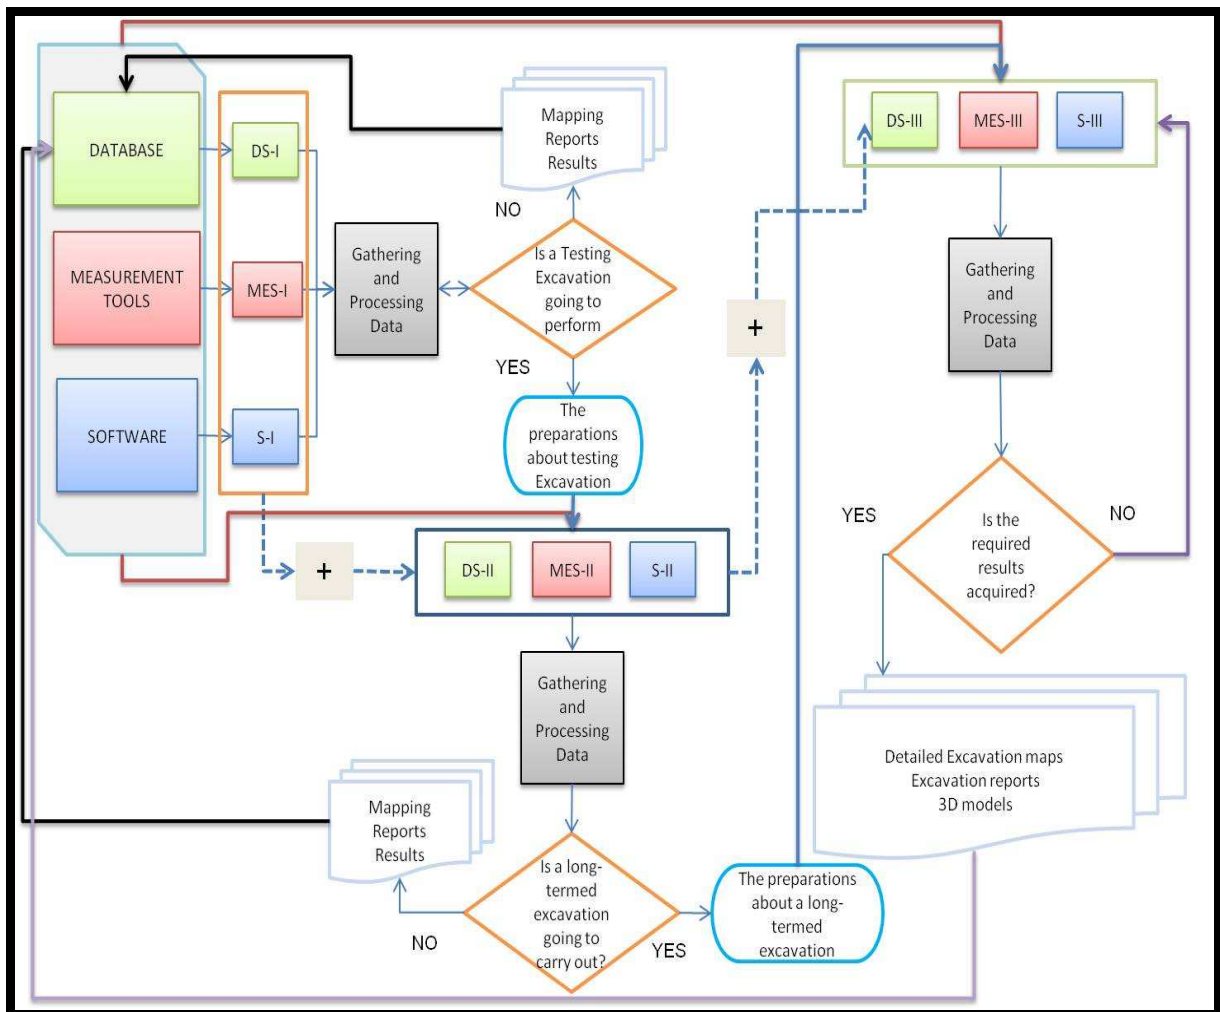 DATABASE
MEASUREMENT
TOOLS
SOFTWARE
DS-I
MES-I
S-I
Gathering
and
Processing
Data
Mapping
Reports
Results
NO
Is a Testing
Excavation
going to
perform
YES
The
preparations
about testing
Excavation
+
DS-II
MES-II
S-II
Gathering
and
Processing
Data
Is a long-
termed
excavation
going to
carry out?
NO
Mapping
Reports
Results
YES
The preparations
about a long-
termed
excavation
+
DS-III
MES-III
S-III
Gathering
and
Processing
Data
Is the
required
results
acquired?
YES
NO
Detailed Excavation maps
Excavation reports
3D models